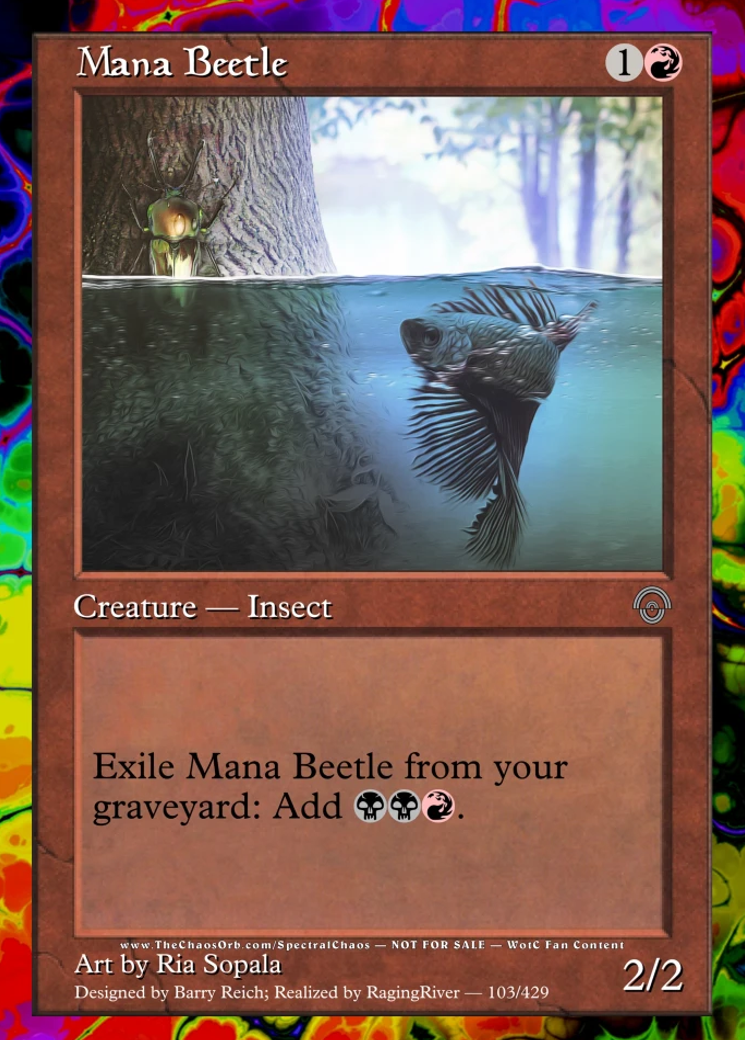 Mana Beetle 1
Creature — Insect
Exile Mana Beetle from your
graveyard: Add .
www.TheChaosOrb.com/SpectralChaos — NOT FOR SALE — WotC Fan Content
Art by Ria Sopala
2/2
Designed by Barry Reich; Realized by RagingRiver — 103/429